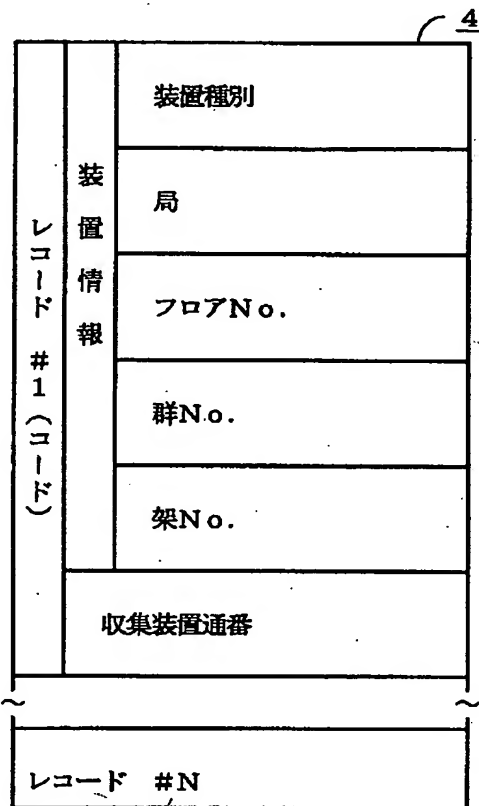 4
レコード #1(コード)
装置情報
装置種別
局
フロアNo.
群No.
架No.
収集装置通番
~ ~
レコード #N